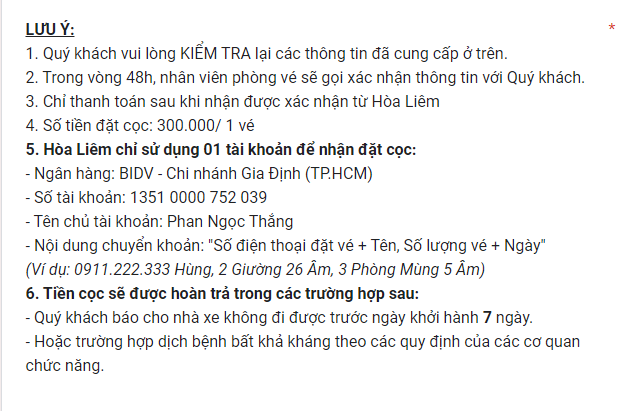 LƯU Ý:
*
1. Quý khách vui lòng KIỂM TRA lại các thông tin đã cung cấp ở trên.
2. Trong vòng 48h, nhân viên phòng vé sẽ gọi xác nhận thông tin với Quý khách.
3. Chỉ thanh toán sau khi nhận được xác nhận từ Hòa Liêm
4. Số tiền đặt cọc: 300.000/ 1 vé
5. Hòa Liêm chỉ sử dụng 01 tài khoản để nhận đặt cọc:
- Ngân hàng: BIDV - Chi nhánh Gia Định (TP.HCM)
- Số tài khoản: 1351 0000 752 039
- Tên chủ tài khoản: Phan Ngọc Thắng
- Nội dung chuyển khoản: "Số điện thoại đặt vé + Tên, Số lượng vé + Ngày"
(Ví dụ: 0911.222.333 Hùng, 2 Giường 26 Âm, 3 Phòng Mùng 5 Âm)
6. Tiền cọc sẽ được hoàn trả trong các trường hợp sau:
- Quý khách báo cho nhà xe không đi được trước ngày khởi hành 7 ngày.
- Hoặc trường hợp dịch bệnh bất khả kháng theo các quy định của các cơ quan
chức năng.